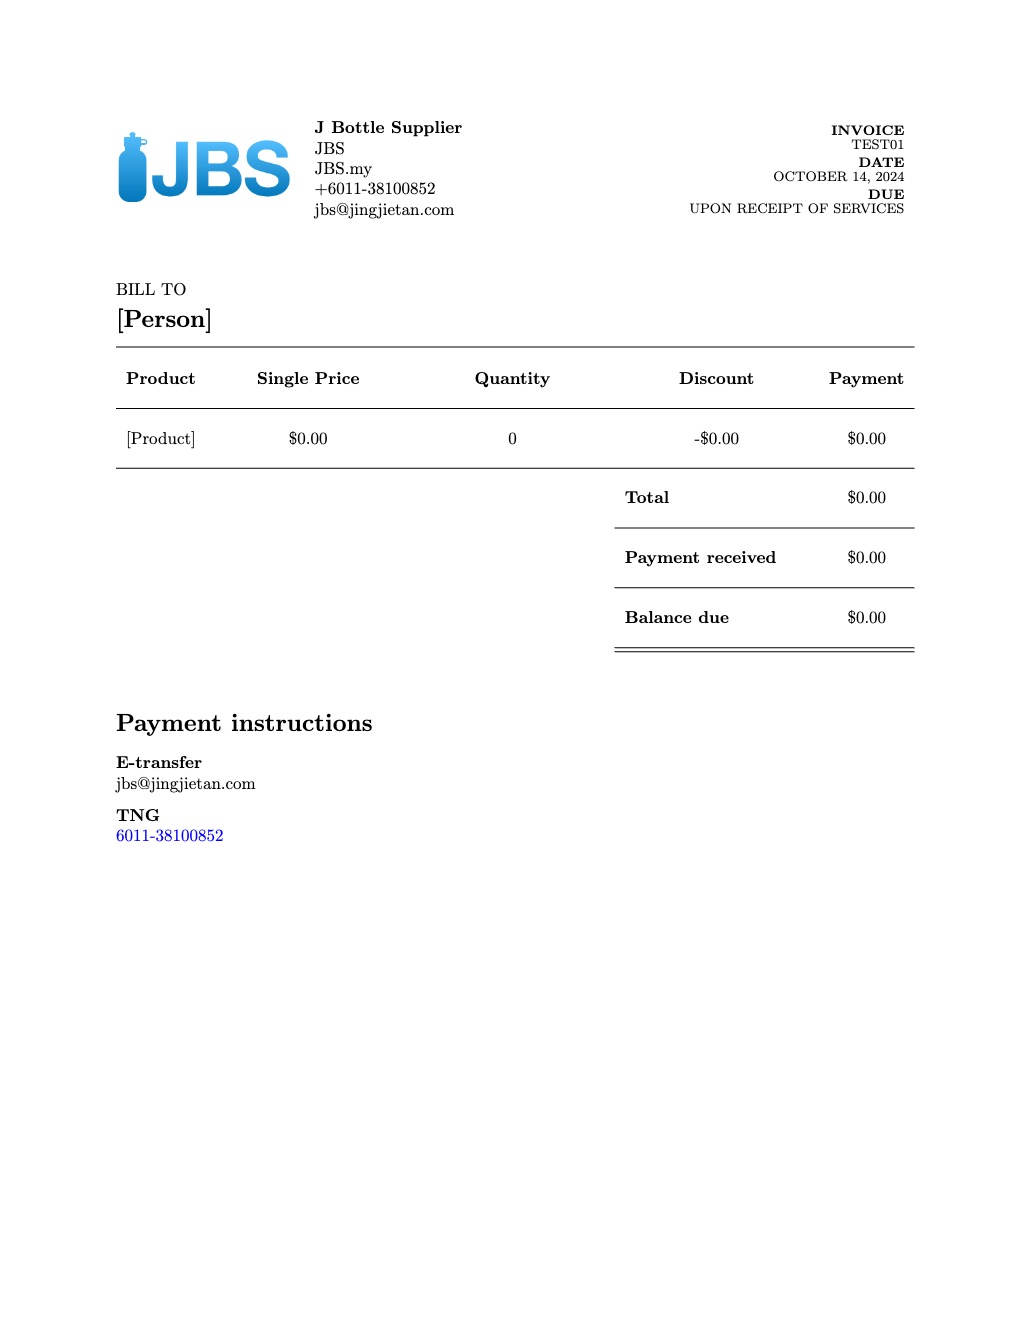 JBS
J Bottle Supplier
JBS
JBS.my
+6011-38100852
jbs@jingjietan.com
INVOICE
TEST01
DATE
OCTOBER 14, 2024
DUE
UPON RECEIPT OF SERVICES
BILL TO
[Person]
Product Single Price Quantity Discount Payment
[Product] $0.00 0 -$0.00 $0.00
Total $0.00
Payment received $0.00
Balance due $0.00
Payment instructions
E-transfer
jbs@jingjietan.com
TNG
6011-38100852